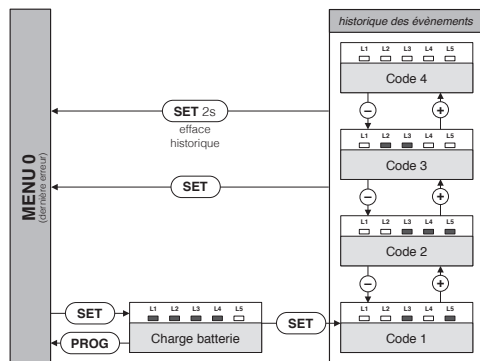 historique des évènements
L1 L2 L3 L4 L5
Code 4
SET 2s
efface
historique
L1 L2 L3 L4 L5
Code 3
SET
MENU 0
(dernière erreur)
L1 L2 L3 L4 L5
Code 2
SET
L1 L2 L3 L4 L5
Charge batterie
PROG
SET
L1 L2 L3 L4 L5
Code 1
− +
− +
− +